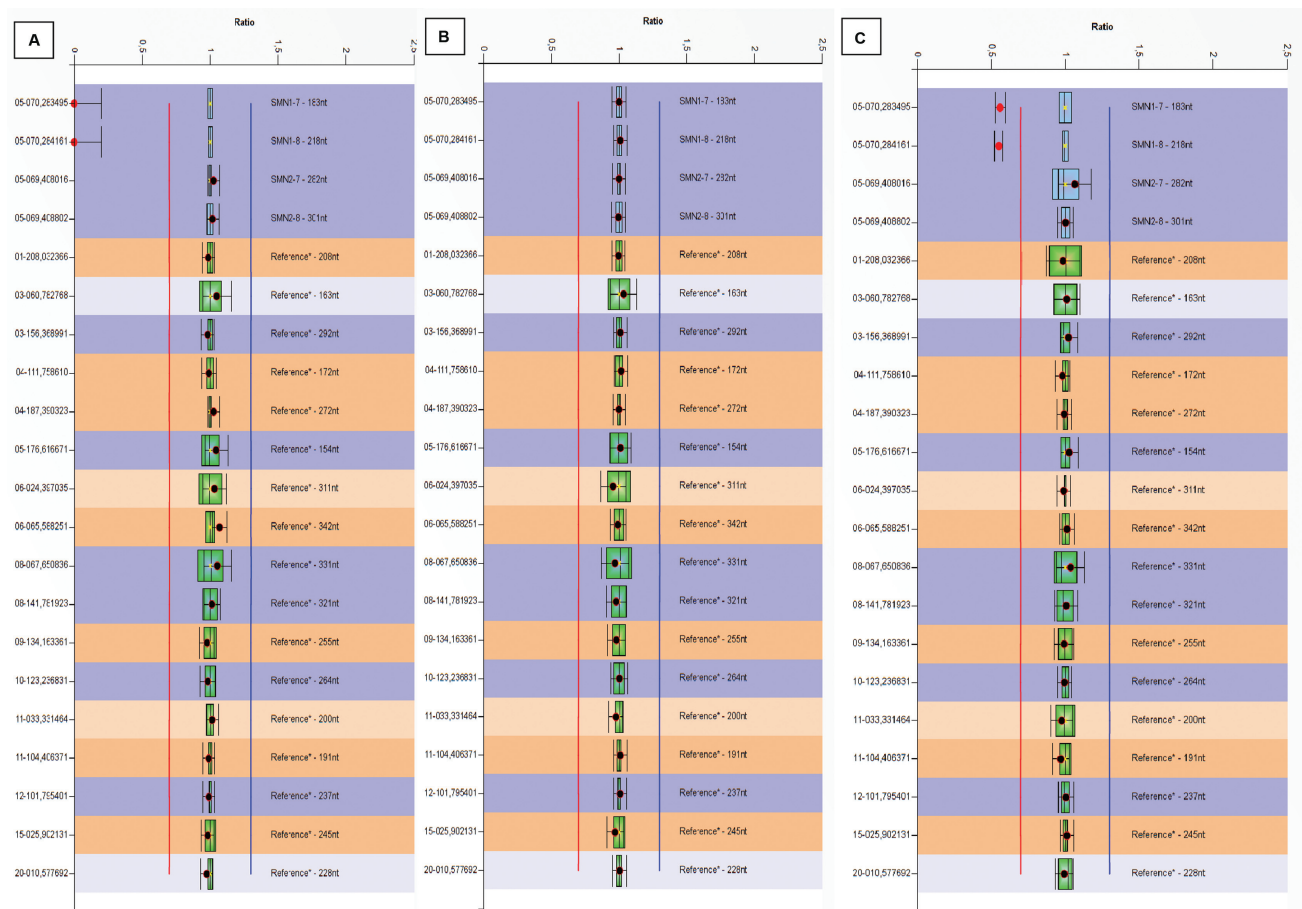 A
Ratio
0
0,5
1
1,5
2
2,5
05-070,283495
SMN1-7 - 183nt
05-070,284161
SMN1-8 - 218nt
05-069,408016
SMN2-7 - 282nt
05-069,408802
SMN2-8 - 301nt
01-208,032366
Reference* - 208nt
03-060,782768
Reference* - 163nt
03-156,368991
Reference* - 292nt
04-111,758610
Reference* - 172nt
04-187,390323
Reference* - 272nt
05-176,616671
Reference* - 154nt
06-024,397035
Reference* - 311nt
06-065,588251
Reference* - 342nt
08-067,650836
Reference* - 331nt
08-141,781923
Reference* - 321nt
09-134,163361
Reference* - 255nt
10-123,236831
Reference* - 264nt
11-033,331464
Reference* - 200nt
11-104,406371
Reference* - 191nt
12-101,795401
Reference* - 237nt
15-025,902131
Reference* - 245nt
20-010,577692
Reference* - 228nt
B
Ratio
0
0,5
1
1,5
2
2,5
05-070,283495
SMN1-7 - 183nt
05-070,284161
SMN1-8 - 218nt
05-069,408016
SMN2-7 - 282nt
05-069,408802
SMN2-8 - 301nt
01-208,032366
Reference* - 208nt
03-060,782768
Reference* - 163nt
03-156,368991
Reference* - 292nt
04-111,758610
Reference* - 172nt
04-187,390323
Reference* - 272nt
05-176,616671
Reference* - 154nt
06-024,397035
Reference* - 311nt
06-065,588251
Reference* - 342nt
08-067,650836
Reference* - 331nt
08-141,781923
Reference* - 321nt
09-134,163361
Reference* - 255nt
10-123,236831
Reference* - 264nt
11-033,331464
Reference* - 200nt
11-104,406371
Reference* - 191nt
12-101,795401
Reference* - 237nt
15-025,902131
Reference* - 245nt
20-010,577692
Reference* - 228nt
C
Ratio
0
0,5
1
1,5
2
2,5
05-070,283495
SMN1-7 - 183nt
05-070,284161
SMN1-8 - 218nt
05-069,408016
SMN2-7 - 282nt
05-069,408802
SMN2-8 - 301nt
01-208,032366
Reference* - 208nt
03-060,782768
Reference* - 163nt
03-156,368991
Reference* - 292nt
04-111,758610
Reference* - 172nt
04-187,390323
Reference* - 272nt
05-176,616671
Reference* - 154nt
06-024,397035
Reference* - 311nt
06-065,588251
Reference* - 342nt
08-067,650836
Reference* - 331nt
08-141,781923
Reference* - 321nt
09-134,163361
Reference* - 255nt
10-123,236831
Reference* - 264nt
11-033,331464
Reference* - 200nt
11-104,406371
Reference* - 191nt
12-101,795401
Reference* - 237nt
15-025,902131
Reference* - 245nt
20-010,577692
Reference* - 228nt